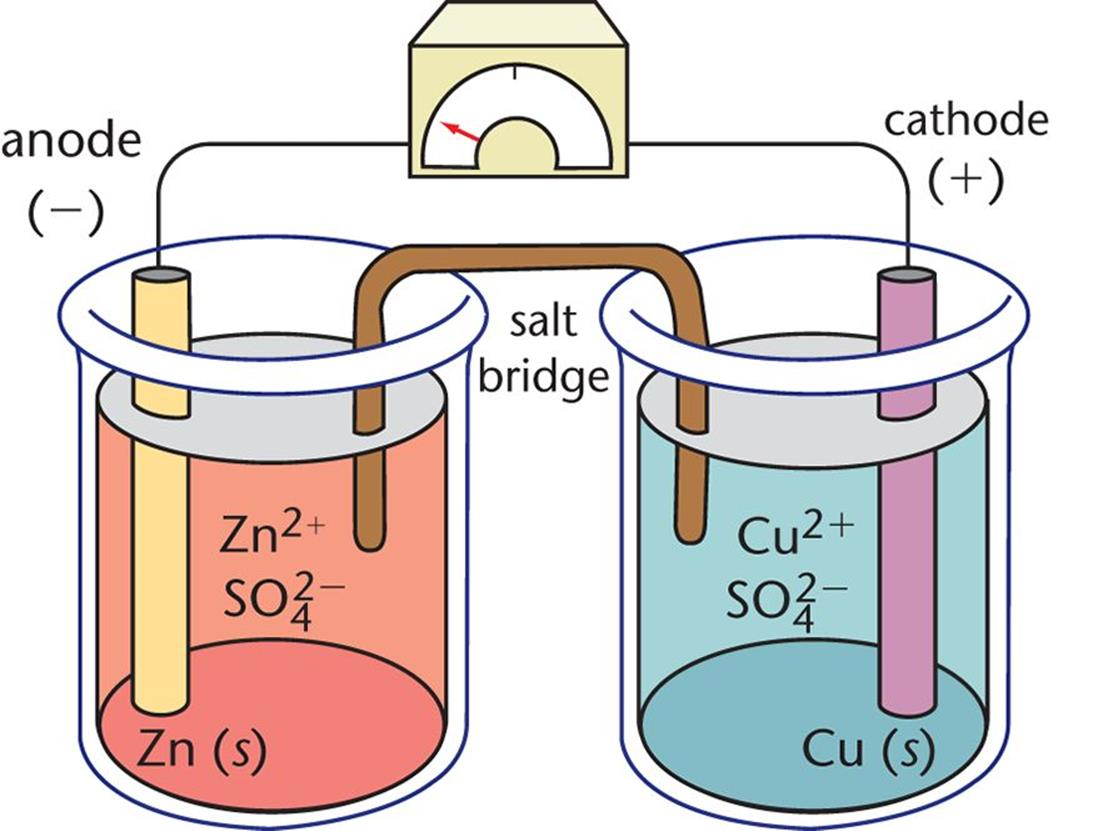 anode
(−)
cathode
(+)
salt
bridge
Zn²⁺
SO₄²⁻
Zn (s)
Cu²⁺
SO₄²⁻
Cu (s)